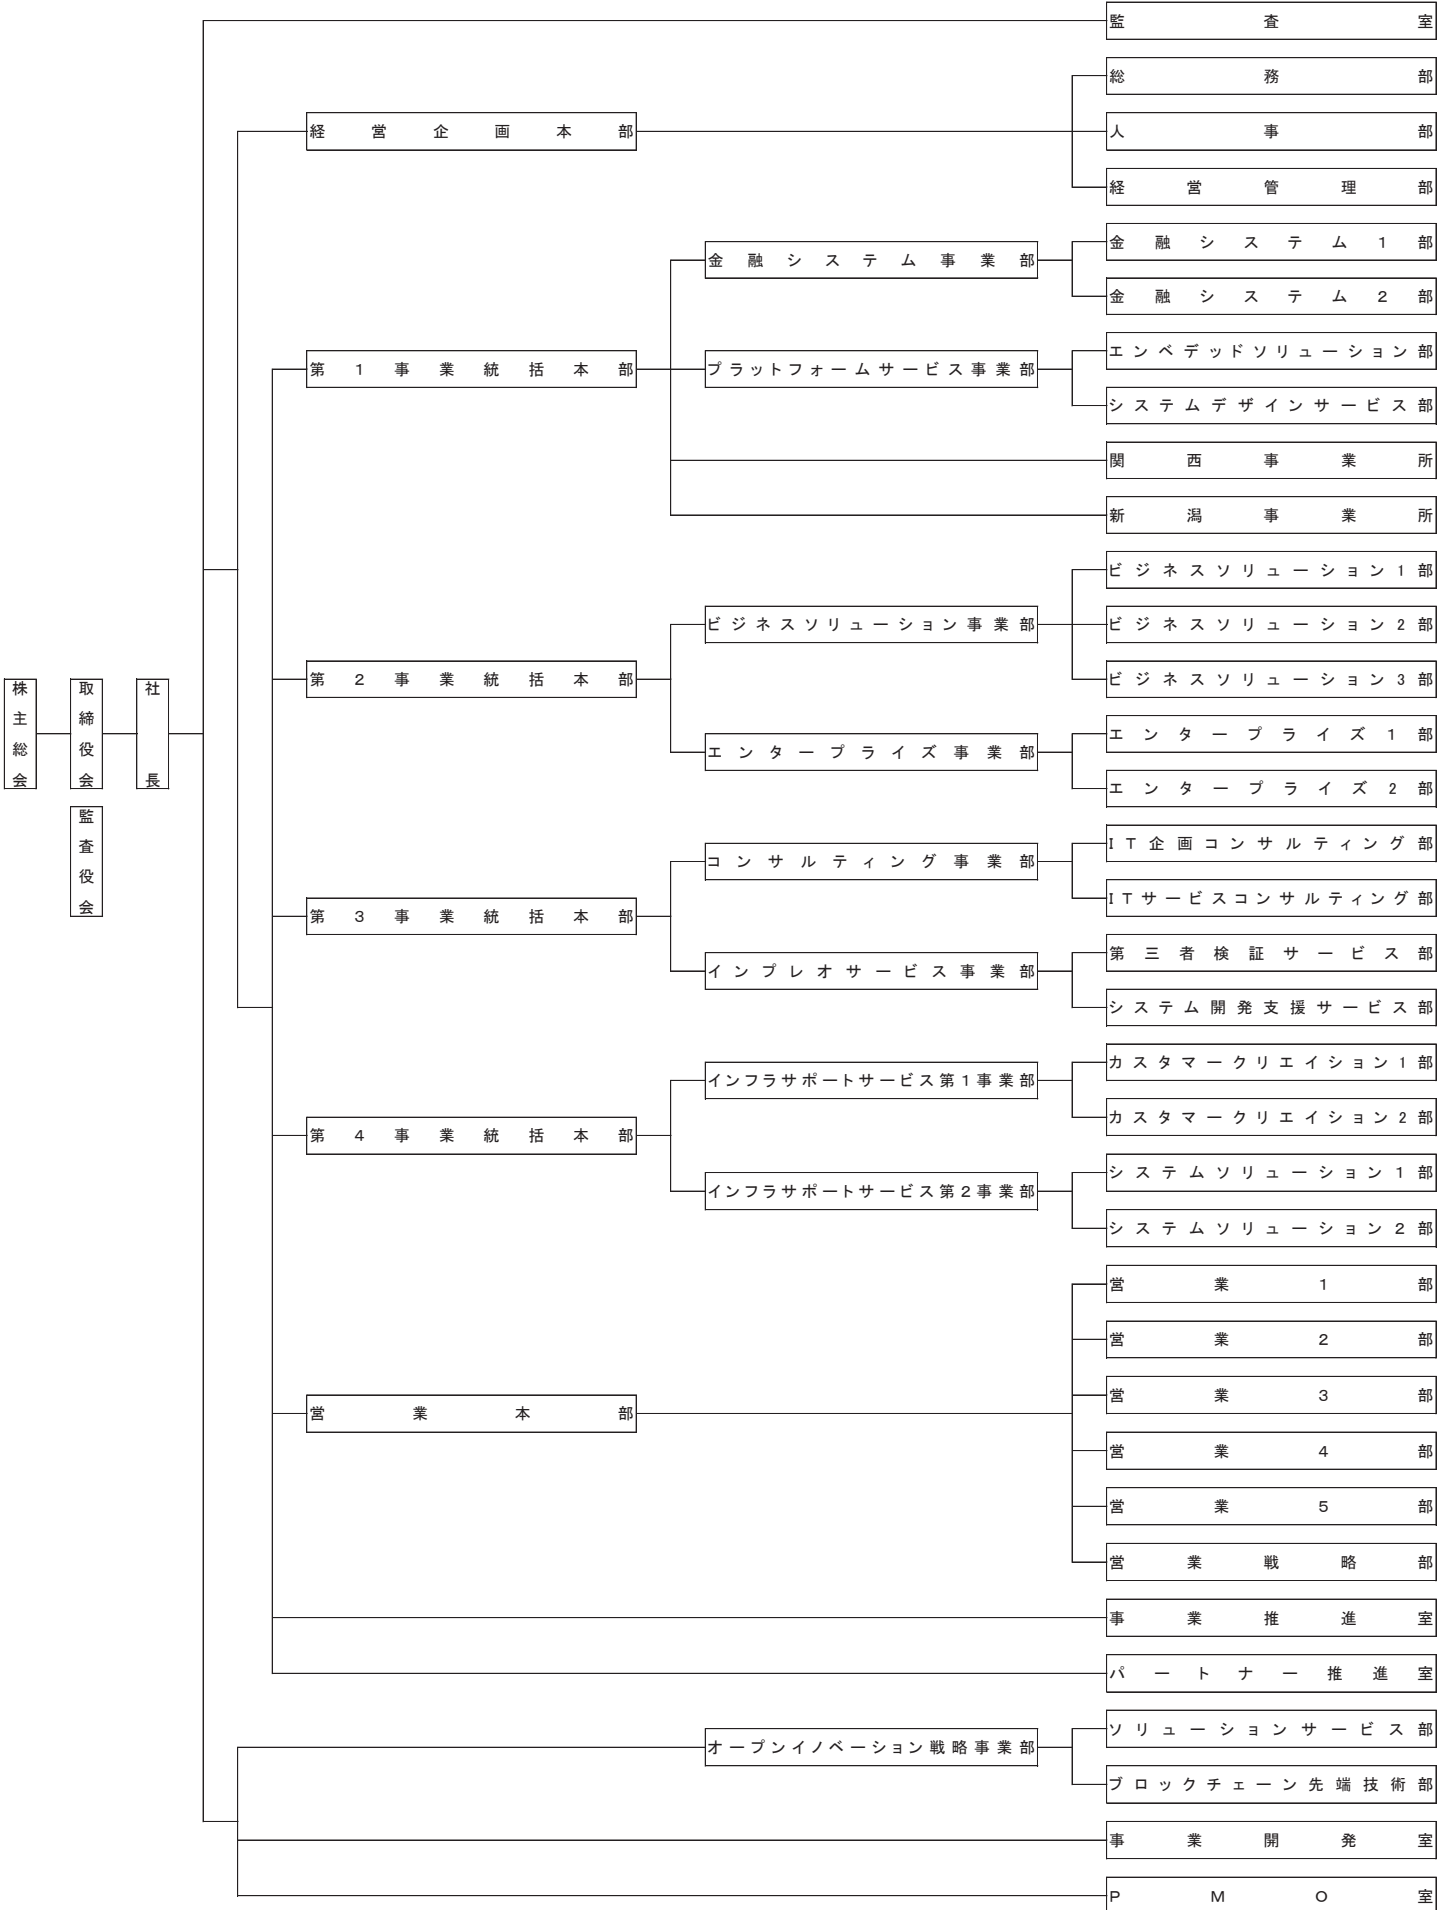 監査室
総務部
経営企画本部
人事部
経営管理部
金融システム1部
金融システム事業部
金融システム2部
エンベデッドソリューション部
第1事業統括本部
プラットフォームサービス事業部
システムデザインサービス部
関西事業所
新潟事業所
ビジネスソリューション1部
ビジネスソリューション事業部
ビジネスソリューション2部
株主総会
取締役会
社長
監査役会
第2事業統括本部
ビジネスソリューション3部
エンタープライズ1部
エンタープライズ事業部
エンタープライズ2部
IT企画コンサルティング部
コンサルティング事業部
ITサービスコンサルティング部
第3事業統括本部
第三者検証サービス部
インプレオサービス事業部
システム開発支援サービス部
カスタマークリエイション1部
インフラサポートサービス第1事業部
カスタマークリエイション2部
第4事業統括本部
システムソリューション1部
インフラサポートサービス第2事業部
システムソリューション2部
営業1部
営業2部
営業3部
営業本部
営業4部
営業5部
営業戦略部
事業推進室
パートナー推進室
ソリューションサービス部
オープンイノベーション戦略事業部
ブロックチェーン先端技術部
事業開発室
PMO室